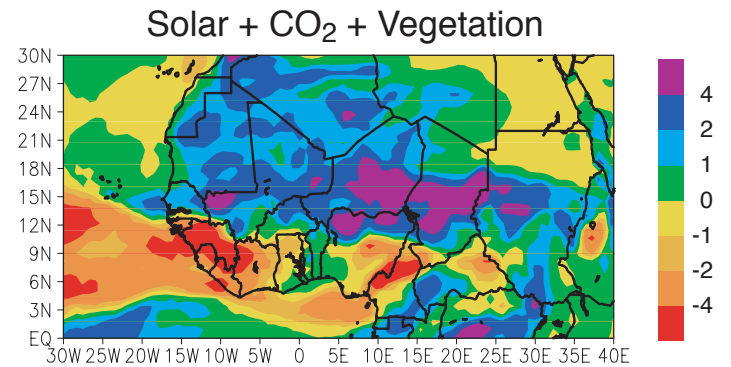 Solar + CO2 + Vegetation
30N
27N
24N
21N
18N
15N
12N
9N
6N
3N
EQ
30W 25W 20W 15W 10W 5W 0 5E 10E 15E 20E 25E 30E 35E 40E
4
2
1
0
-1
-2
-4